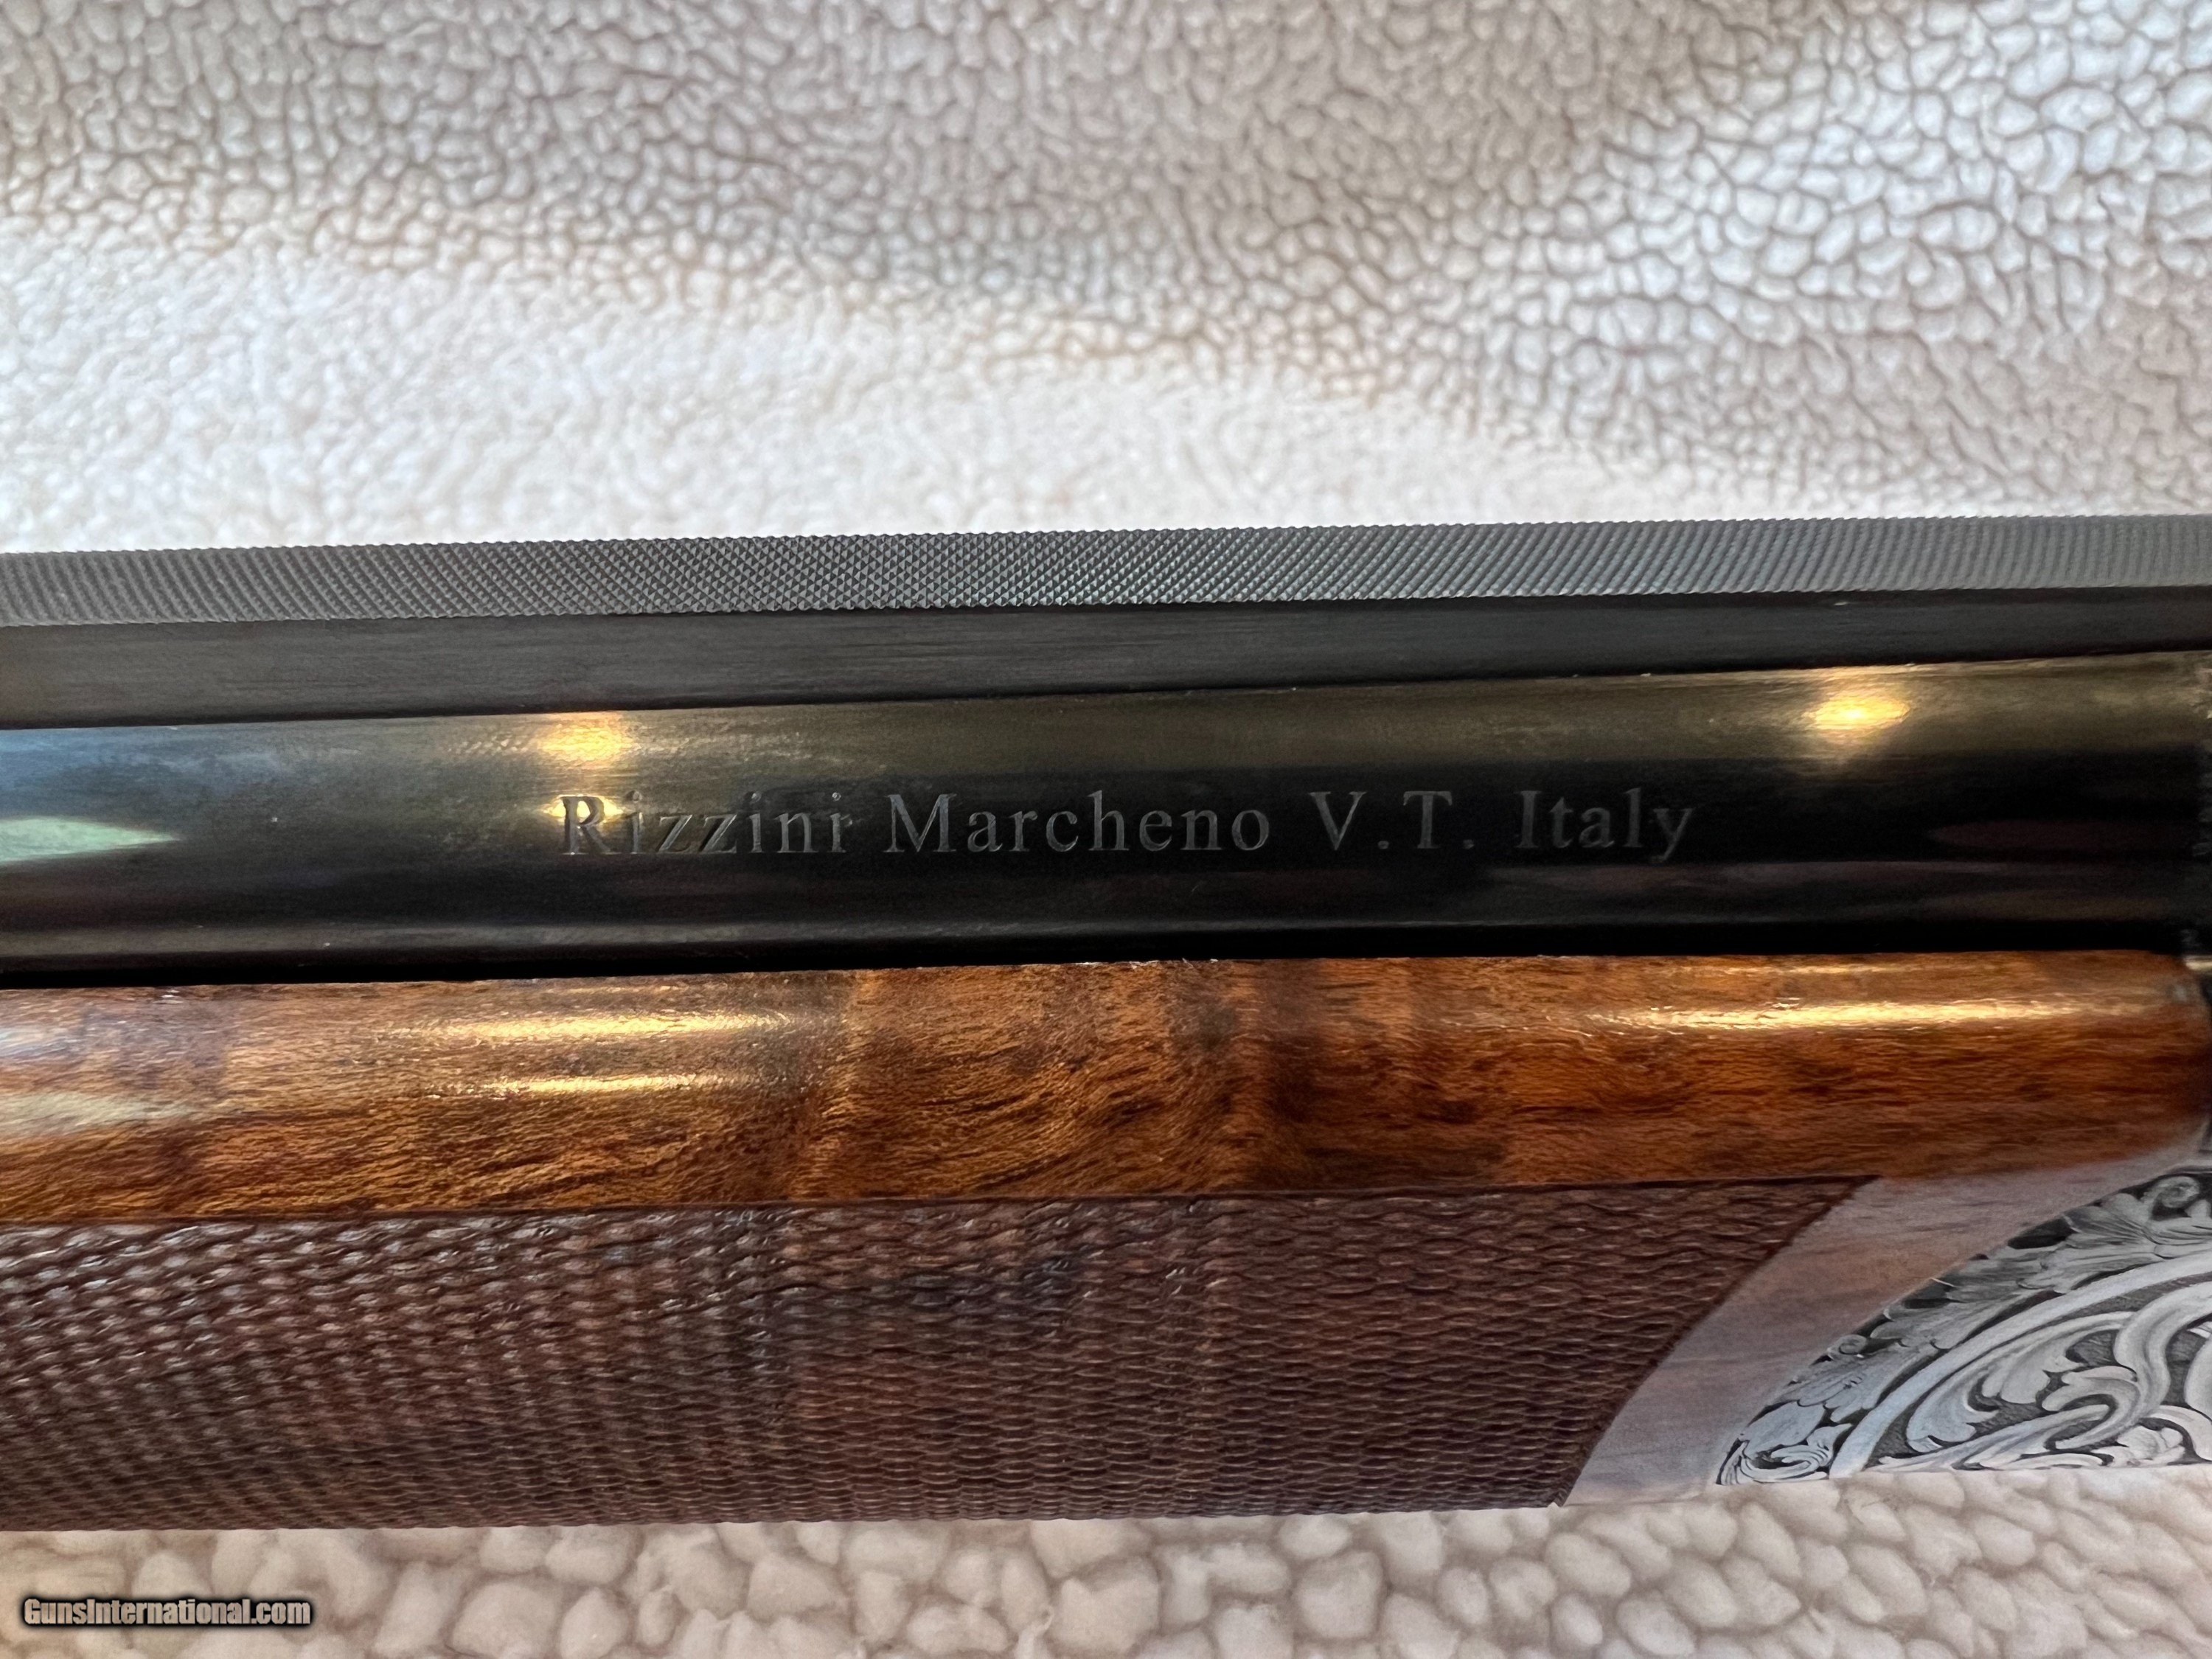 Rizzini Marcheno V.T. Italy
GunsInternational.com